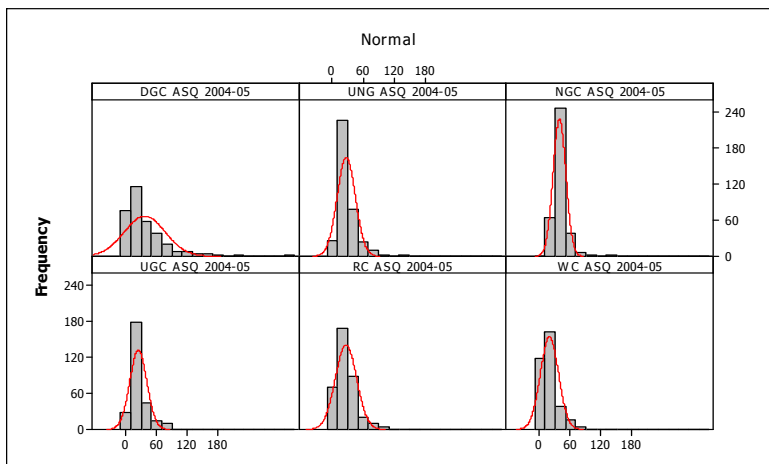 Normal
0 60 120 180
DGC ASQ 2004-05 UNG ASQ 2004-05 NGC ASQ 2004-05
240
180
120
60
0
Frequency
UGC ASQ 2004-05 RC ASQ 2004-05 WC ASQ 2004-05
240
180
120
60
0
0 60 120 180 0 60 120 180